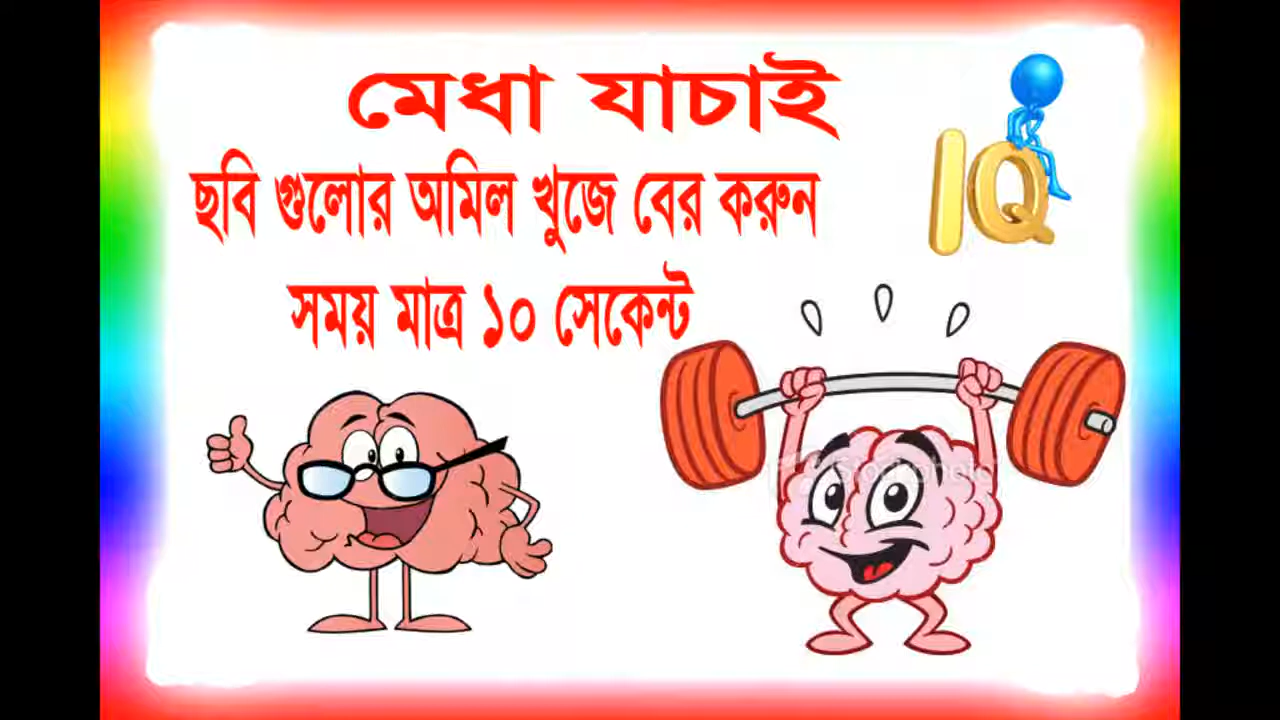 মেধা যাচাই
IQ
ছবি গুলোর অমিল খুজে বের করুন
সময় মাত্র ১০ সেকেন্ট